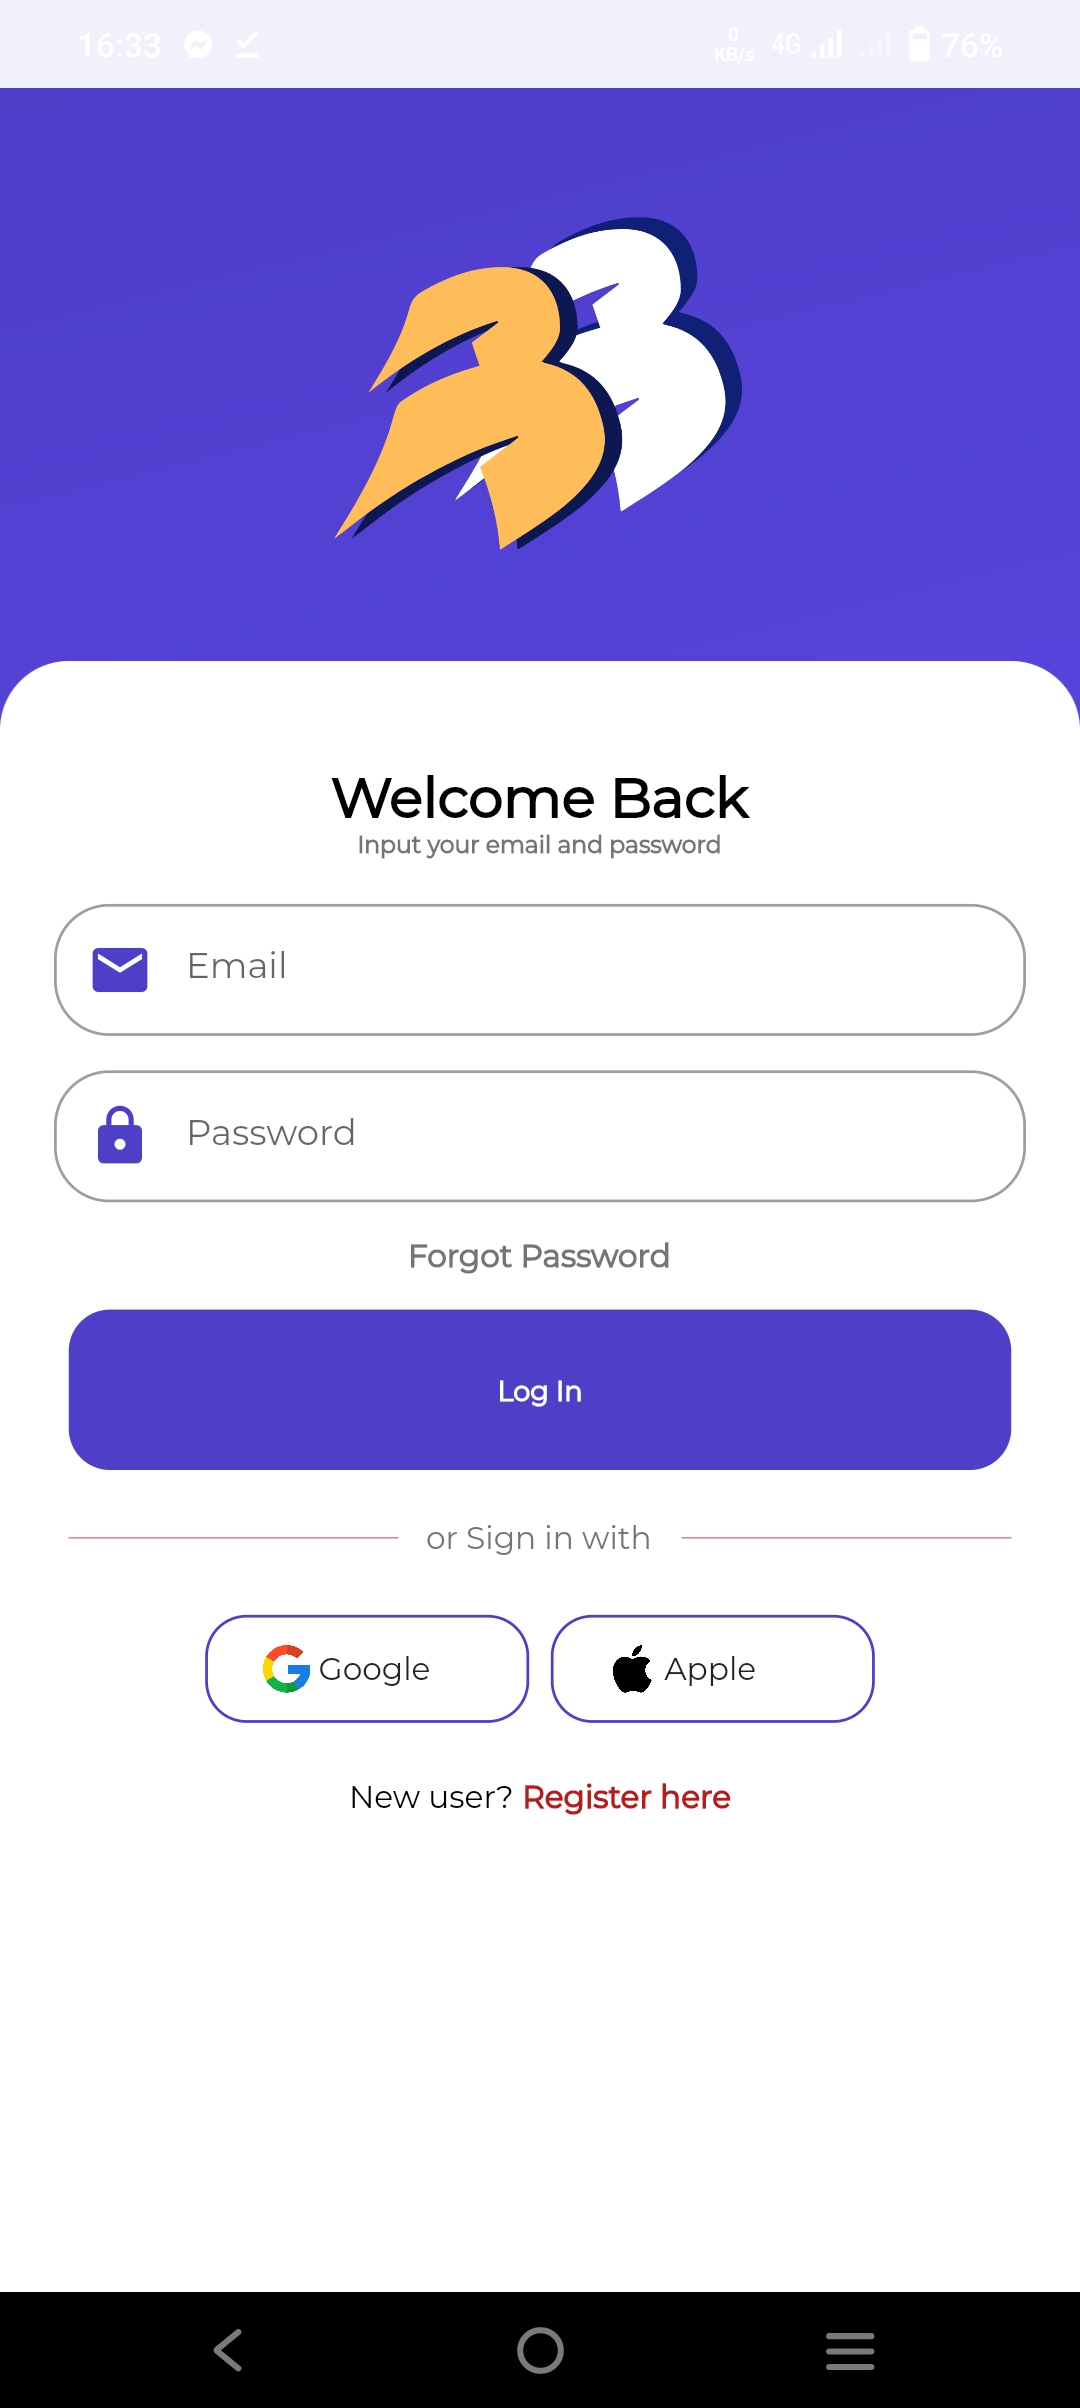 16:33 0 KB/s 4G 76%
Welcome Back
Input your email and password
Email
Password
Forgot Password
Log In
or Sign in with
Google Apple
New user? Register here